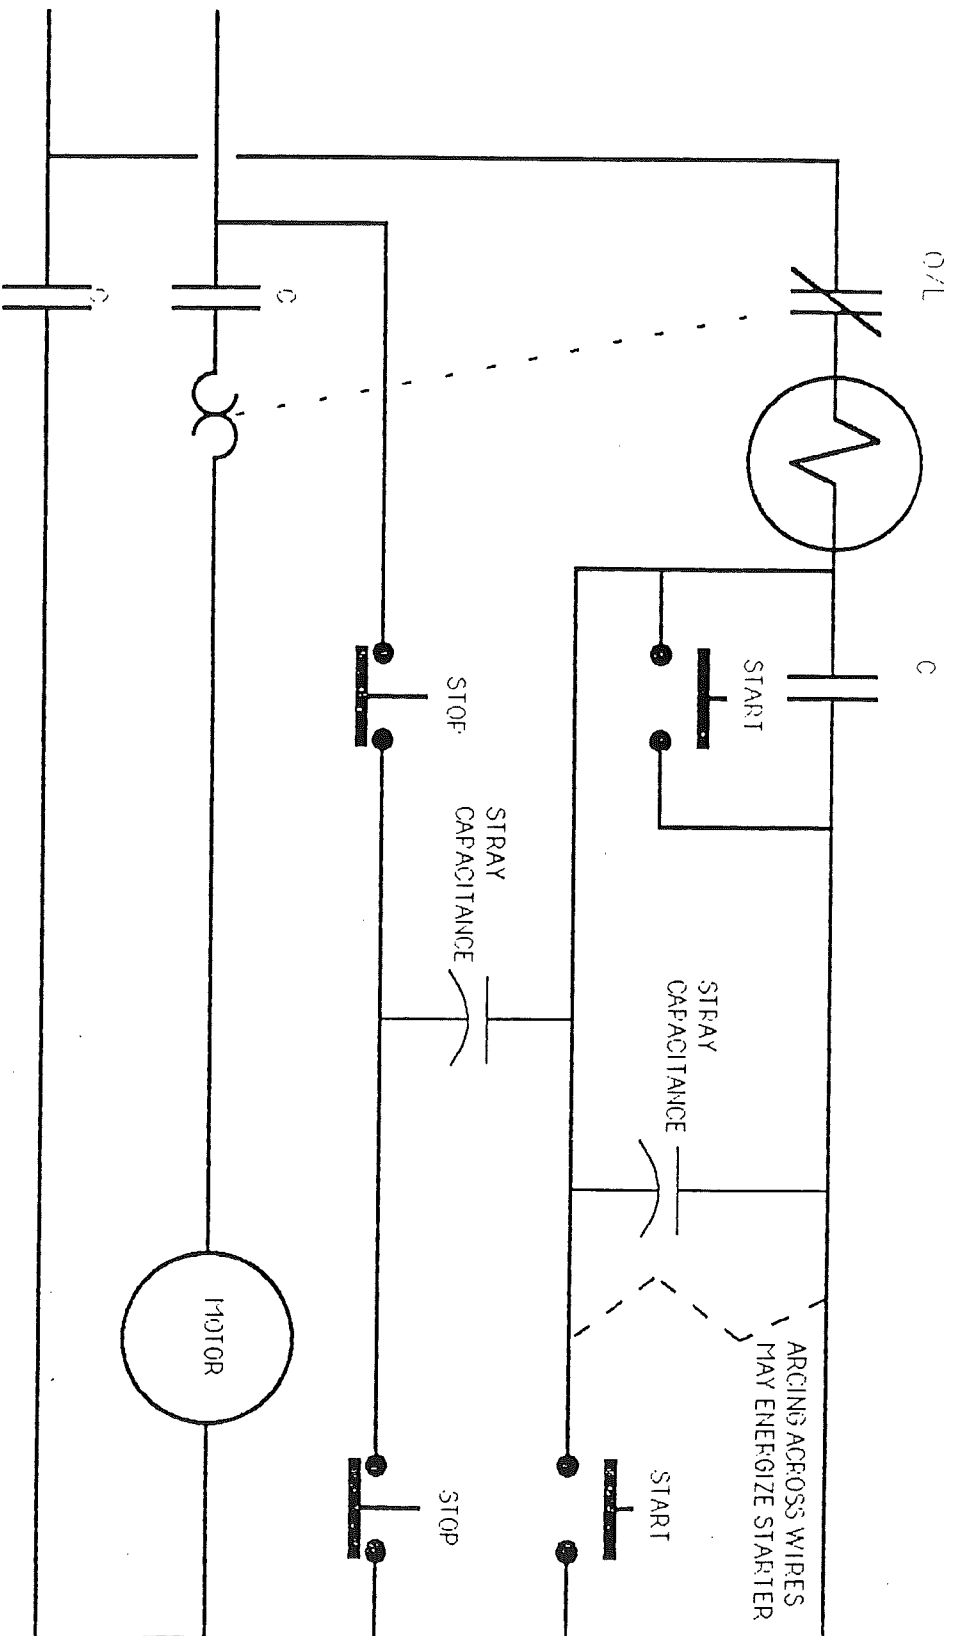 O/L
C
C
C
START
STOP
STRAY
CAPACITANCE
STRAY
CAPACITANCE
MOTOR
ARCING ACROSS WIRES
MAY ENERGIZE STARTER
START
STOP